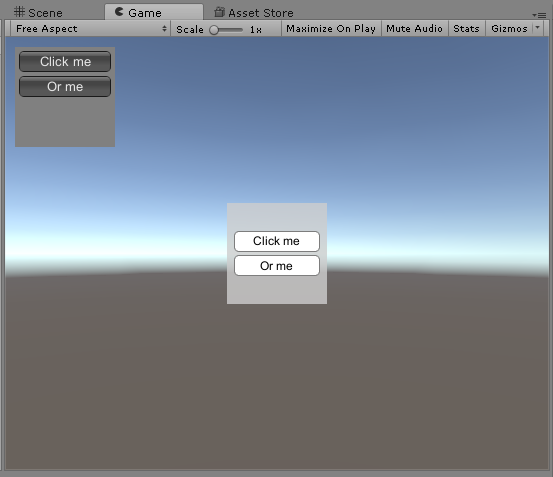 Scene Game Asset Store
Free Aspect Scale 1x Maximize On Play Mute Audio Stats Gizmos
Click me
Or me
Click me
Or me